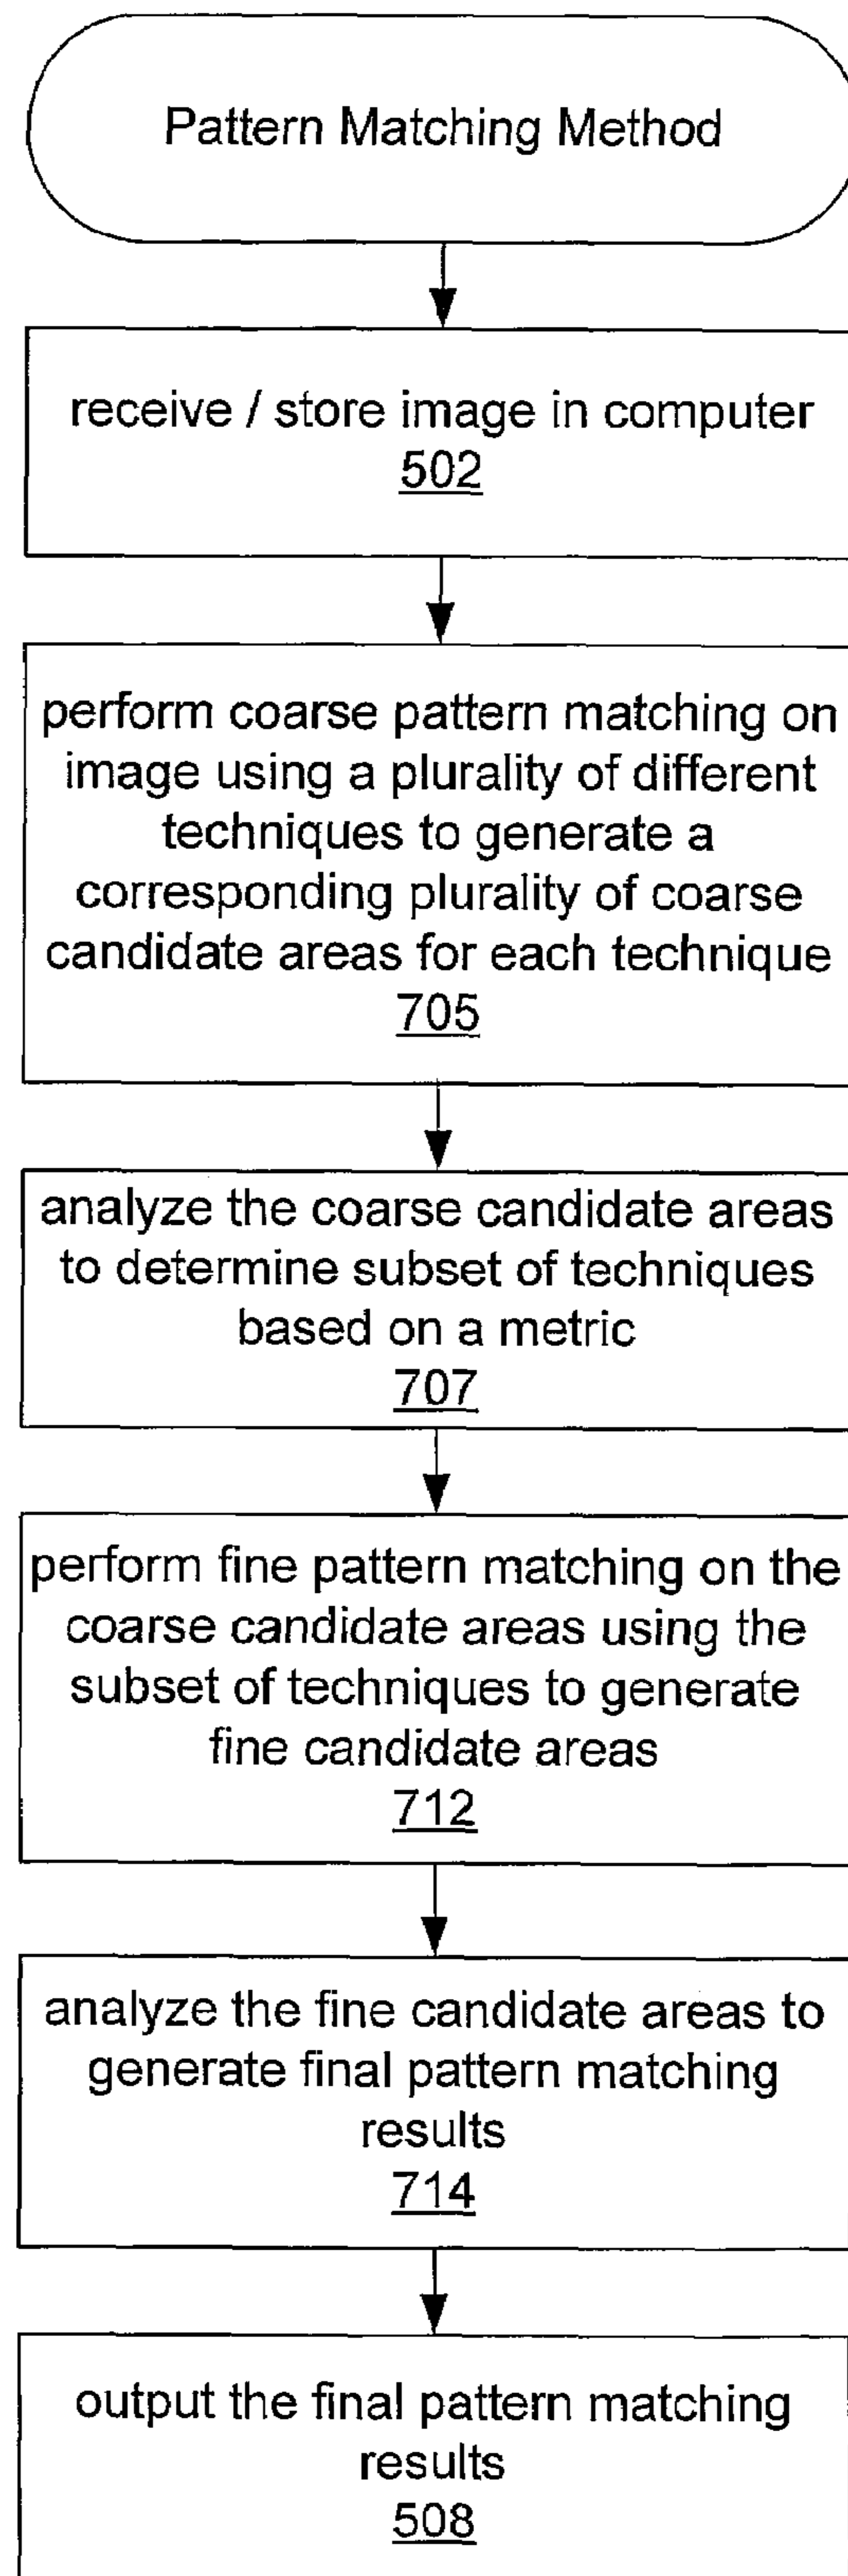 Pattern Matching Method
receive / store image in computer
502
perform coarse pattern matching on
image using a plurality of different
techniques to generate a
corresponding plurality of coarse
candidate areas for each technique
705
analyze the coarse candidate areas
to determine subset of techniques
based on a metric
707
perform fine pattern matching on the
coarse candidate areas using the
subset of techniques to generate
fine candidate areas
712
analyze the fine candidate areas to
generate final pattern matching
results
714
output the final pattern matching
results
508